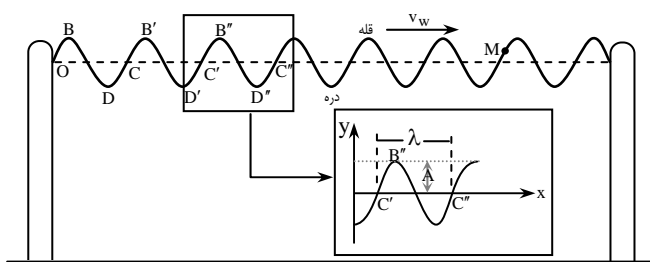 B B′ B″ قله v_w
M
O C C′ C″
D D′ D″ دره
y λ
B″
A
x
C′ C″